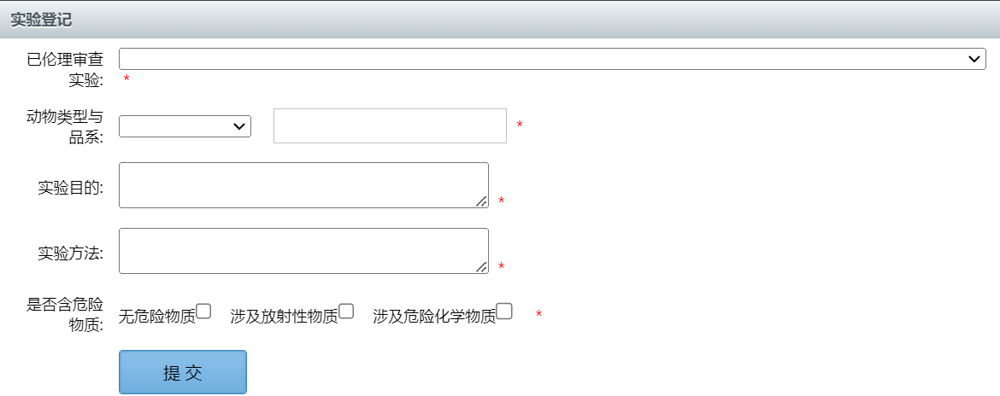 实验登记
已伦理审查
实验: *
动物类型与
品系: *
实验目的: *
实验方法: *
是否含危险
物质: 无危险物质 涉及放射性物质 涉及危险化学物质 *
提 交